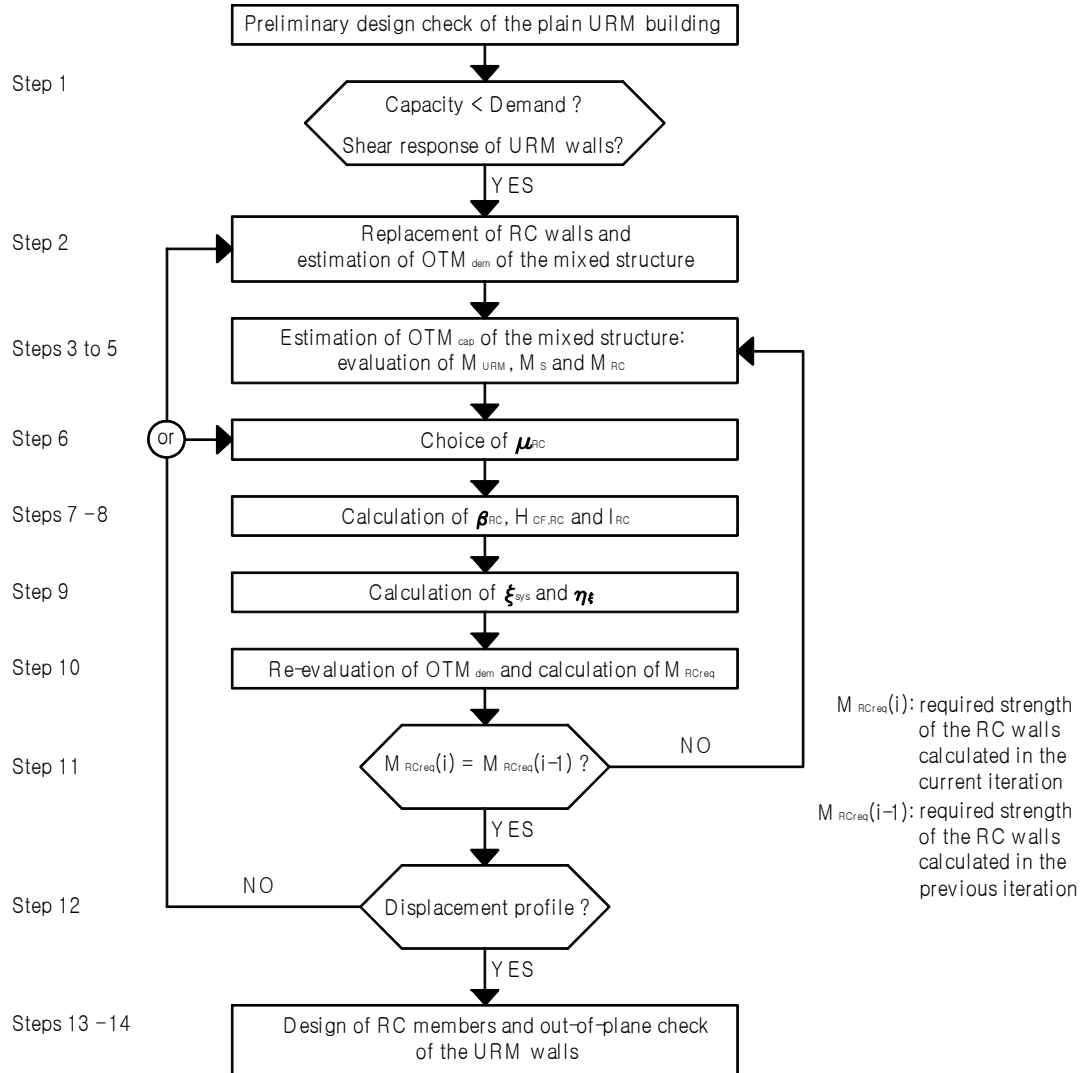 Preliminary design check of the plain URM building
Step 1
Capacity < Demand ?
Shear response of URM walls?
YES
Step 2
Replacement of RC walls and
estimation of OTM dem of the mixed structure
Steps 3 to 5
Estimation of OTM cap of the mixed structure:
evaluation of M URM, M S and M RC
Step 6
or
Choice of μRC
Steps 7 - 8
Calculation of βRC, H CF,RC and l RC
Step 9
Calculation of ξsys and ηξ
Step 10
Re-evaluation of OTM dem and calculation of M RCreq
Step 11
M RCreq(i) = M RCreq(i-1) ?
NO
M RCreq(i): required strength
of the RC walls
calculated in the
current iteration
M RCreq(i-1): required strength
of the RC walls
calculated in the
previous iteration
YES
Step 12
NO
Displacement profile ?
YES
Steps 13 - 14
Design of RC members and out-of-plane check
of the URM walls